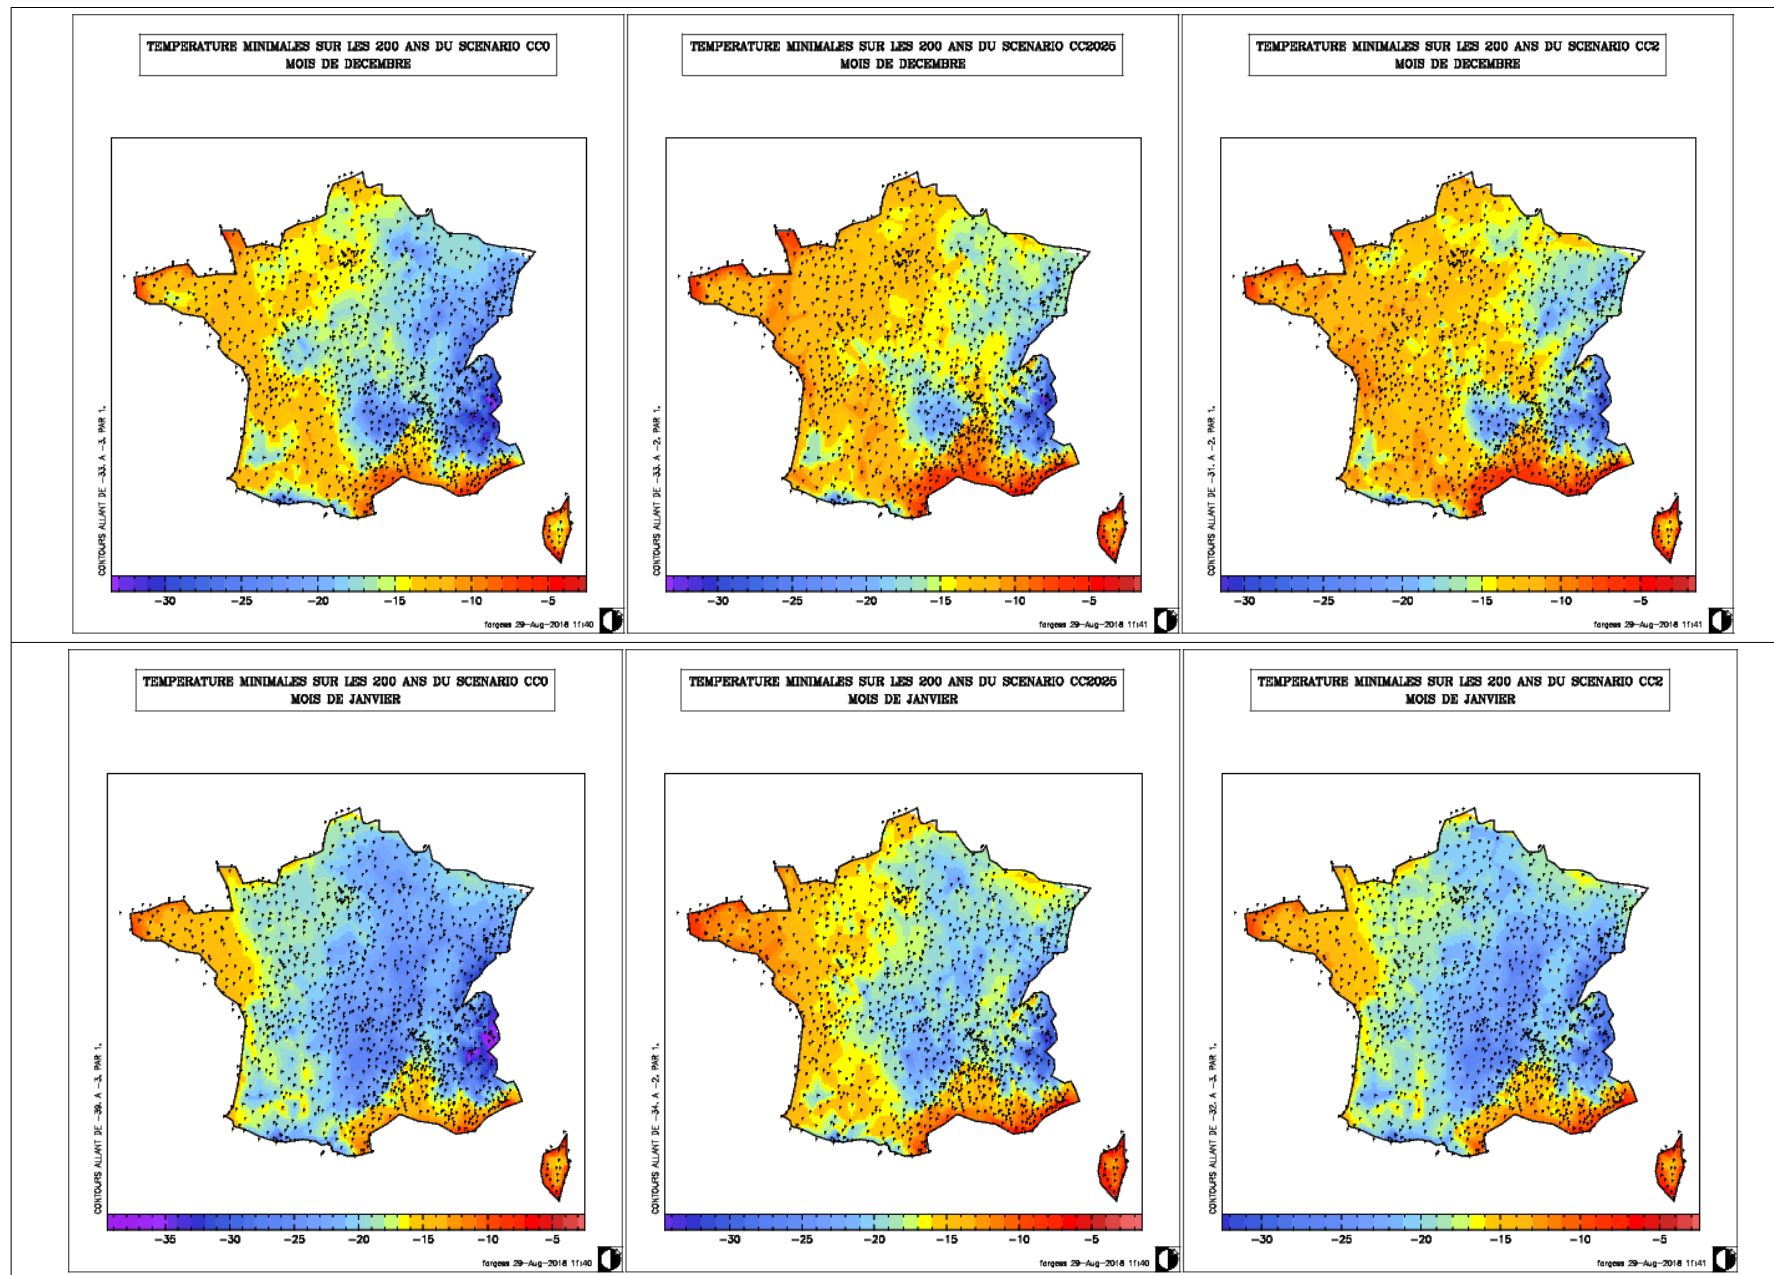 TEMPERATURE MINIMALES SUR LES 200 ANS DU SCENARIO CC0
MOIS DE DECEMBRE
CONTOURS ALLANT DE -33. A -3. PAR 1.
-30 -25 -20 -15 -10 -5
fargess 29-Aug-2018 11:40
TEMPERATURE MINIMALES SUR LES 200 ANS DU SCENARIO CC2025
MOIS DE DECEMBRE
CONTOURS ALLANT DE -33. A -2. PAR 1.
-30 -25 -20 -15 -10 -5
fargess 29-Aug-2018 11:41
TEMPERATURE MINIMALES SUR LES 200 ANS DU SCENARIO CC2
MOIS DE DECEMBRE
CONTOURS ALLANT DE -31. A -2. PAR 1.
-30 -25 -20 -15 -10 -5
fargess 29-Aug-2018 11:41
TEMPERATURE MINIMALES SUR LES 200 ANS DU SCENARIO CC0
MOIS DE JANVIER
CONTOURS ALLANT DE -39. A -3. PAR 1.
-35 -30 -25 -20 -15 -10 -5
fargess 29-Aug-2018 11:40
TEMPERATURE MINIMALES SUR LES 200 ANS DU SCENARIO CC2025
MOIS DE JANVIER
CONTOURS ALLANT DE -34. A -2. PAR 1.
-30 -25 -20 -15 -10 -5
fargess 29-Aug-2018 11:40
TEMPERATURE MINIMALES SUR LES 200 ANS DU SCENARIO CC2
MOIS DE JANVIER
CONTOURS ALLANT DE -32. A -3. PAR 1.
-30 -25 -20 -15 -10 -5
fargess 29-Aug-2018 11:41